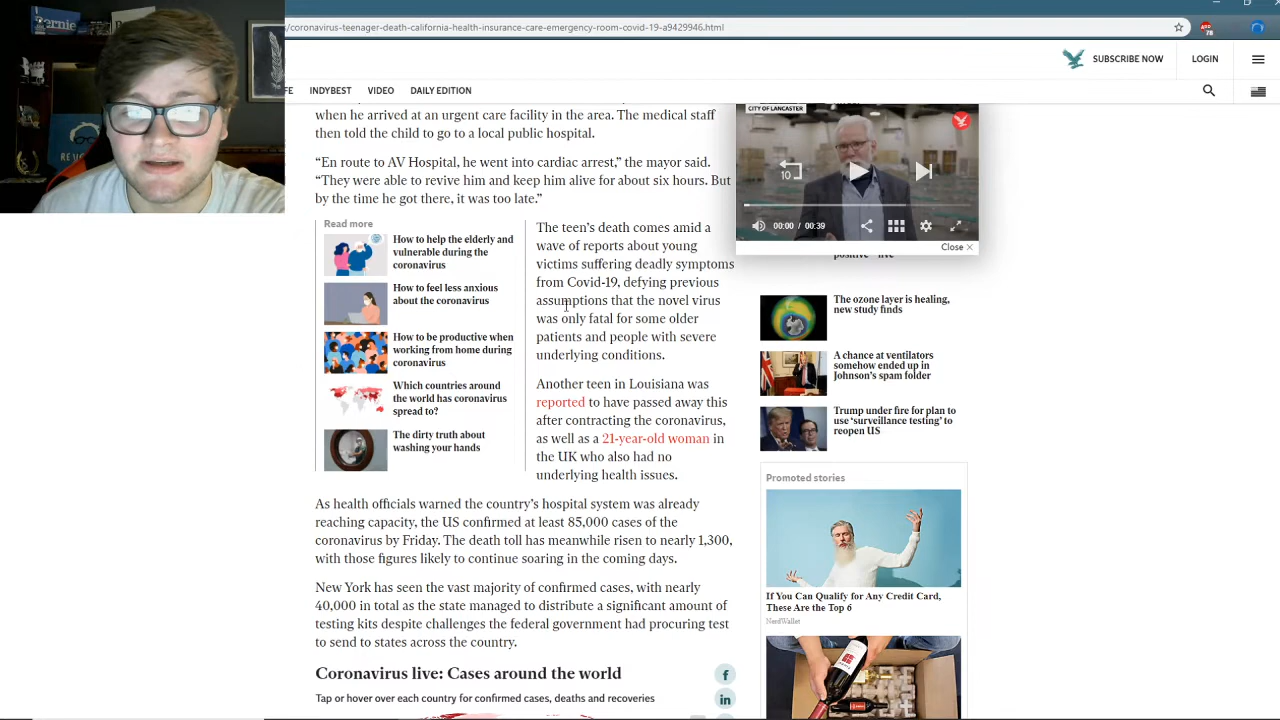 /coronavirus-teenager-death-california-health-insurance-care-emergency-room-covid-19-a9429946.html
78
SUBSCRIBE NOW
LOGIN
FE
INDYBEST
VIDEO
DAILY EDITION
when he arrived at an urgent care facility in the area. The medical staff
then told the child to go to a local public hospital.
“En route to AV Hospital, he went into cardiac arrest,” the mayor said.
“They were able to revive him and keep him alive for about six hours. But
by the time he got there, it was too late.”
Read more
How to help the elderly and
vulnerable during the
coronavirus
How to feel less anxious
about the coronavirus
How to be productive when
working from home during
coronavirus
Which countries around
the world has coronavirus
spread to?
The dirty truth about
washing your hands
The teen’s death comes amid a
wave of reports about young
victims suffering deadly symptoms
from Covid-19, defying previous
assumptions that the novel virus
was only fatal for some older
patients and people with severe
underlying conditions.
Another teen in Louisiana was
reported to have passed away this
after contracting the coronavirus,
as well as a 21-year-old woman in
the UK who also had no
underlying health issues.
As health officials warned the country’s hospital system was already
reaching capacity, the US confirmed at least 85,000 cases of the
coronavirus by Friday. The death toll has meanwhile risen to nearly 1,300,
with those figures likely to continue soaring in the coming days.
New York has seen the vast majority of confirmed cases, with nearly
40,000 in total as the state managed to distribute a significant amount of
testing kits despite challenges the federal government had procuring test
to send to states across the country.
Coronavirus live: Cases around the world
Tap or hover over each country for confirmed cases, deaths and recoveries
CITY OF LANCASTER
10
00:00 / 00:39
Close ×
The ozone layer is healing,
new study finds
A chance at ventilators
somehow ended up in
Johnson’s spam folder
Trump under fire for plan to
use ‘surveillance testing’ to
reopen US
Promoted stories
If You Can Qualify for Any Credit Card,
These Are the Top 6
NerdWallet
Bernie